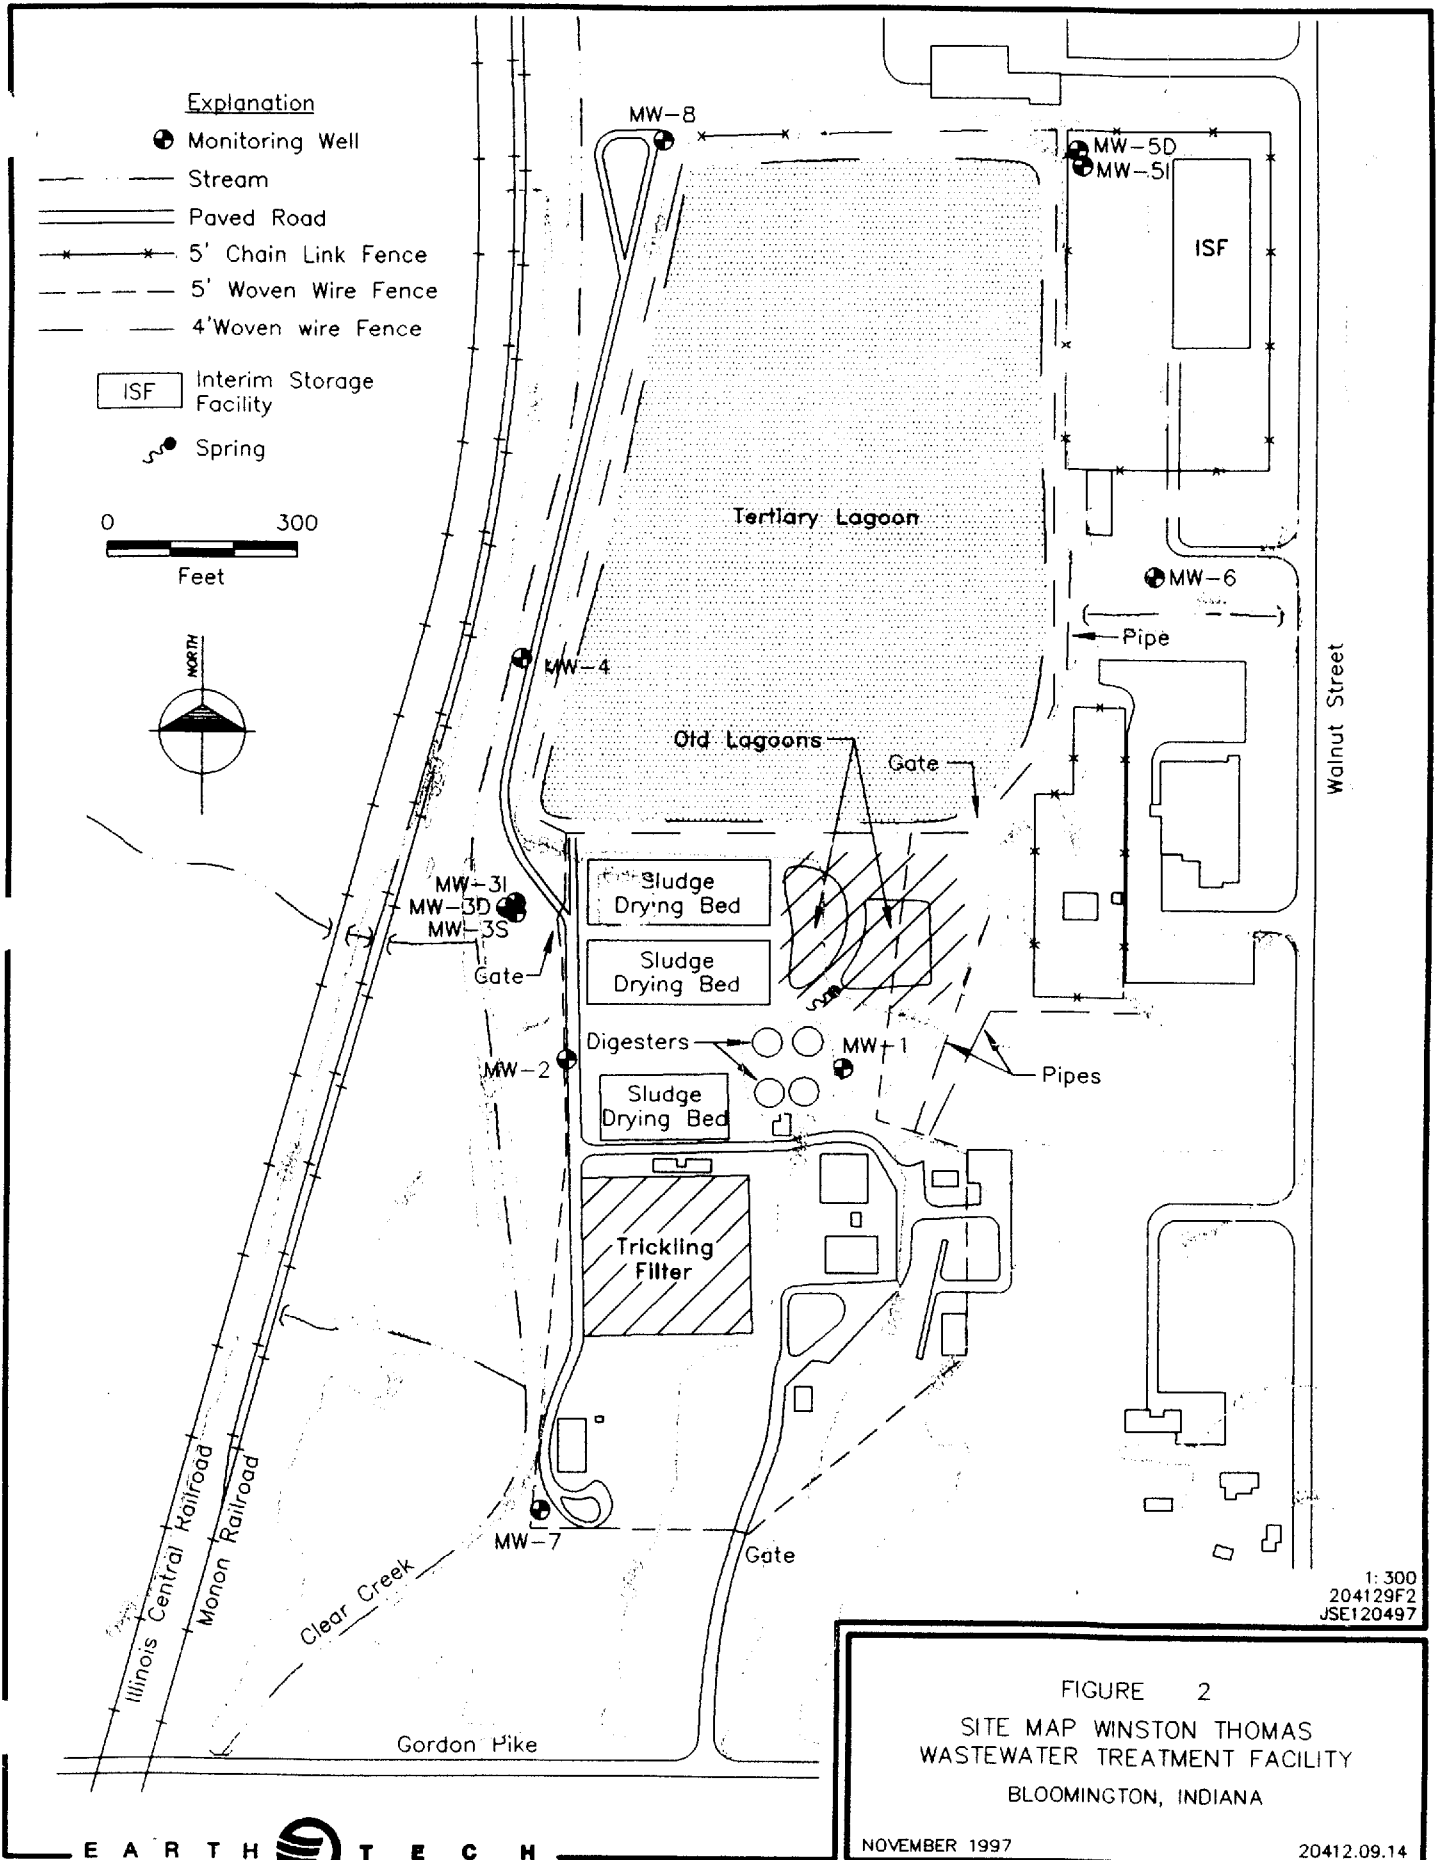 Explanation
Monitoring Well
Stream
Paved Road
5' Chain Link Fence
5' Woven Wire Fence
4'Woven wire Fence
ISF
Interim Storage
Facility
Spring
0 300
Feet
NORTH
MW-8
MW-5D
MW-5I
ISF
Tertiary Lagoon
MW-6
Pipe
MW-4
Walnut Street
Old Lagoons
Gate
MW-3I
MW-3D
MW-3S
Sludge
Drying Bed
Gate
Sludge
Drying Bed
Digesters
MW-1
MW-2
Pipes
Sludge
Drying Bed
Trickling
Filter
Illinois Central Railroad
Monon Railroad
MW-7
Gate
Clear Creek
Gordon Pike
1:300
204129F2
JSE120497
FIGURE 2
SITE MAP WINSTON THOMAS
WASTEWATER TREATMENT FACILITY
BLOOMINGTON, INDIANA
NOVEMBER 1997
20412.09.14
EARTH TECH